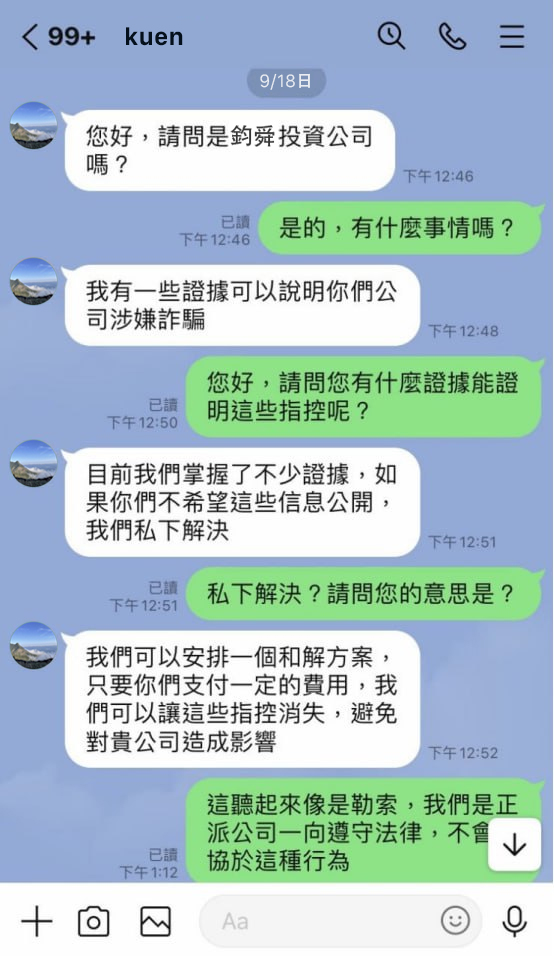 99+ kuen
9/18日
您好，請問是鈞舜投資公司
嗎？
下午12:46
已讀
下午12:46
是的，有什麼事情嗎？
我有一些證據可以說明你們公
司涉嫌詐騙
下午12:48
您好，請問您有什麼證據能證
明這些指控呢？
已讀
下午12:50
目前我們掌握了不少證據，如
果你們不希望這些信息公開，
我們私下解決
下午12:51
已讀
下午12:51
私下解決？請問您的意思是？
我們可以安排一個和解方案，
只要你們支付一定的費用，我
們可以讓這些指控消失，避免
對貴公司造成影響
下午12:52
這聽起來像是勒索，我們是正
派公司一向遵守法律，不會
協於這種行為
已讀
下午1:12
Aa